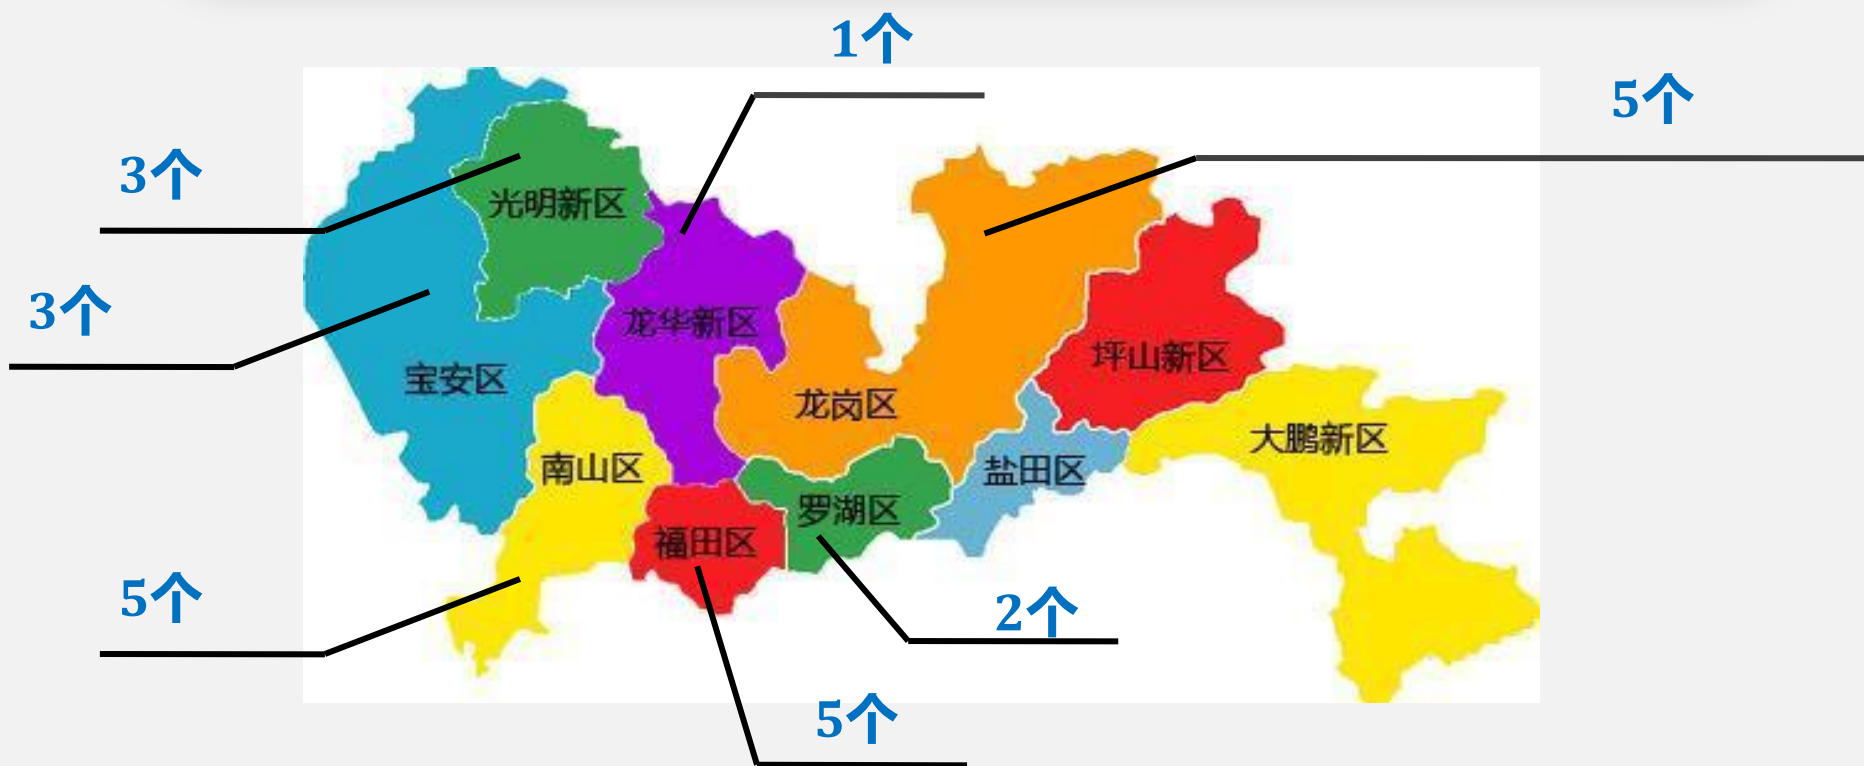 1个
5个
3个
光明新区
3个
龙华新区
坪山新区
宝安区
龙岗区
大鹏新区
南山区
盐田区
罗湖区
福田区
5个
2个
5个